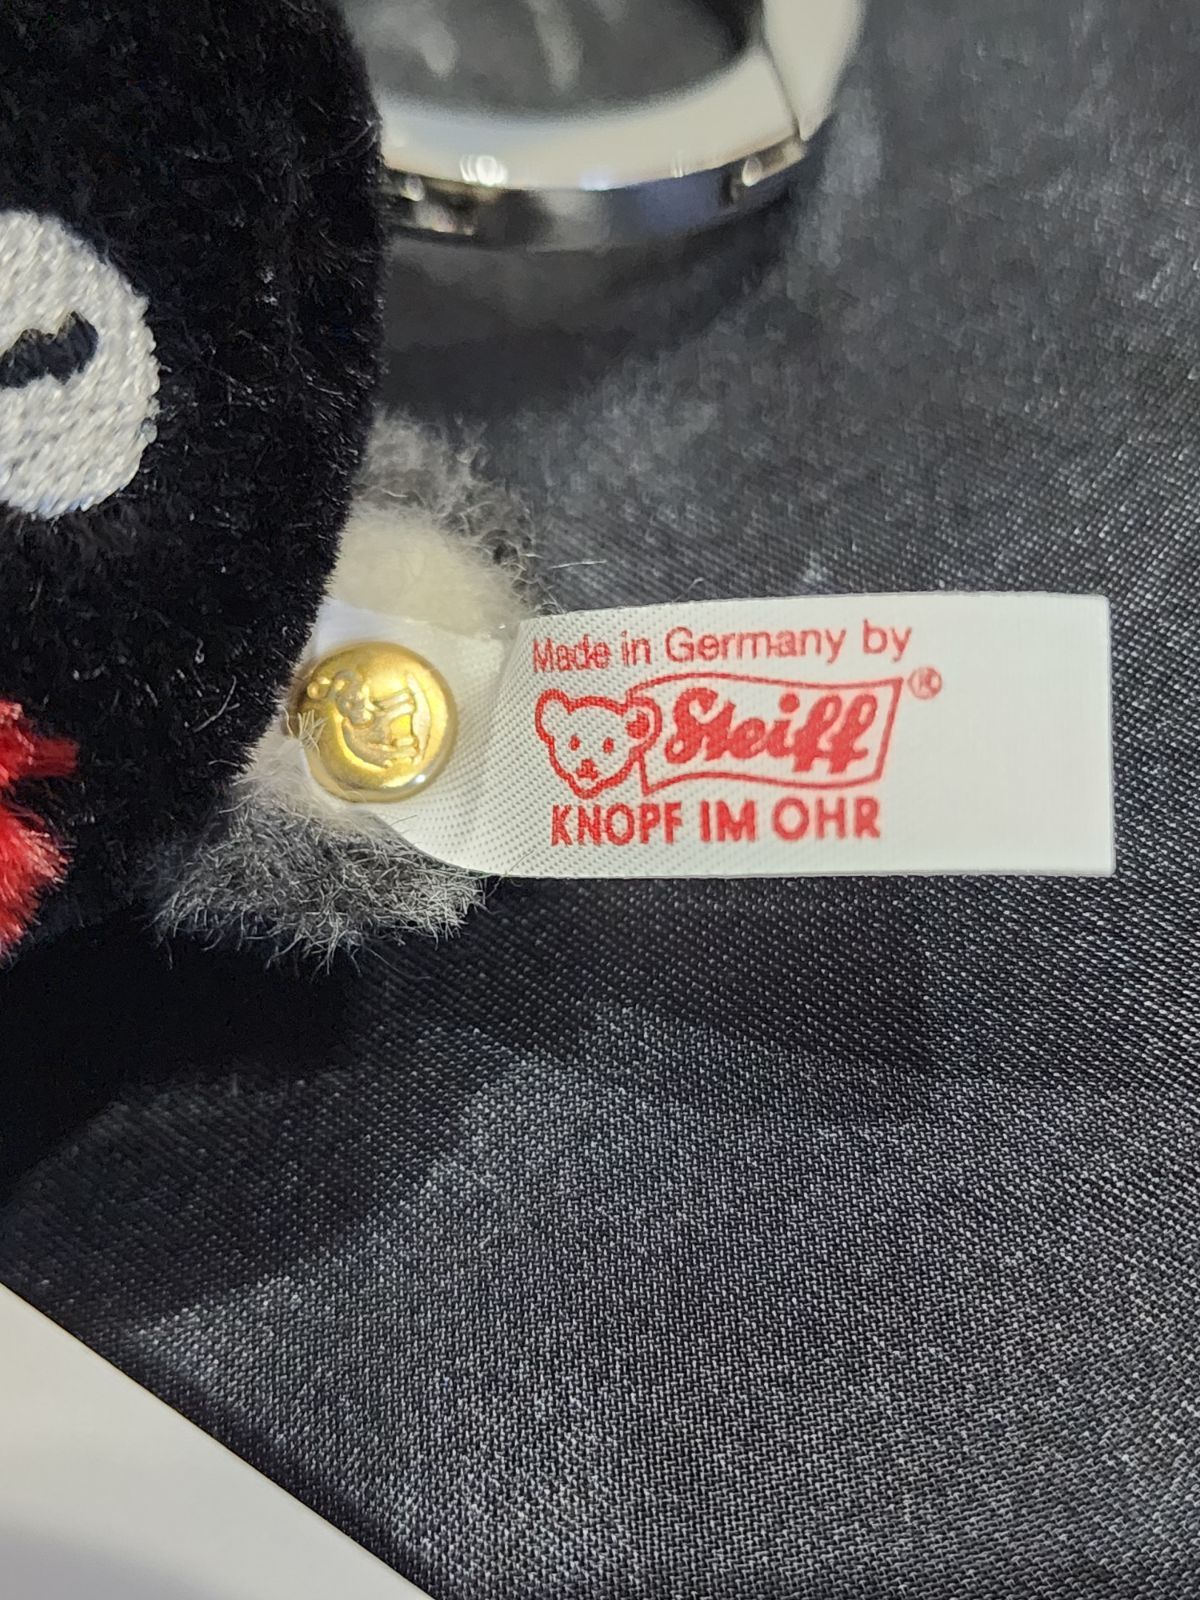 Made in Germany by
Steiff®
KNOPF IM OHR